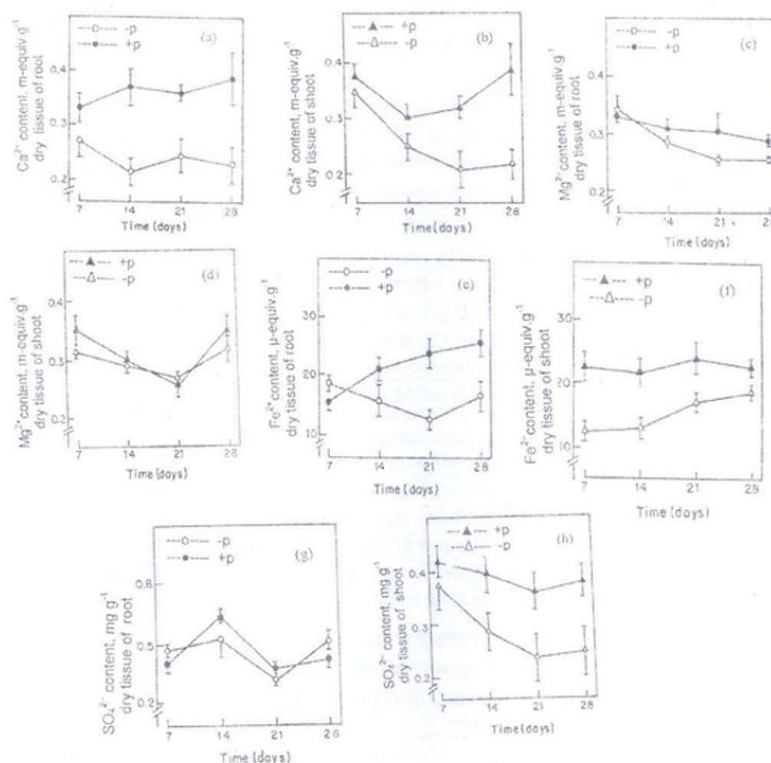 -p
+p
(a)
Ca²⁺ content, m-equiv.g⁻¹
dry tissue of root
0.4
0.3
0.2
7 14 21 28
Time (days)
+p
-p
(b)
Ca²⁺ content, m-equiv.g⁻¹
dry tissue of shoot
0.4
0.3
0.2
7 14 21 28
Time (days)
-p
+p
(c)
Mg²⁺ content, m-equiv.g⁻¹
dry tissue of root
0.4
0.3
0.2
7 14 21 28
Time (days)
+p
-p
(d)
Mg²⁺ content, m-equiv.g⁻¹
dry tissue of shoot
0.4
0.3
0.2
7 14 21 28
Time (days)
-p
+p
(e)
Fe²⁺ content, µ-equiv.g⁻¹
dry tissue of root
30
20
10
7 14 21 28
Time (days)
+p
-p
(f)
Fe²⁺ content, µ-equiv.g⁻¹
dry tissue of shoot
30
20
10
7 14 21 28
Time (days)
-p
+p
(g)
SO₄²⁻ content, mg g⁻¹
dry tissue of root
0.5
0.2
7 14 21 28
Time (days)
+p
-p
(h)
SO₄²⁻ content, mg g⁻¹
dry tissue of shoot
0.4
0.3
0.2
7 14 21 28
Time (days)